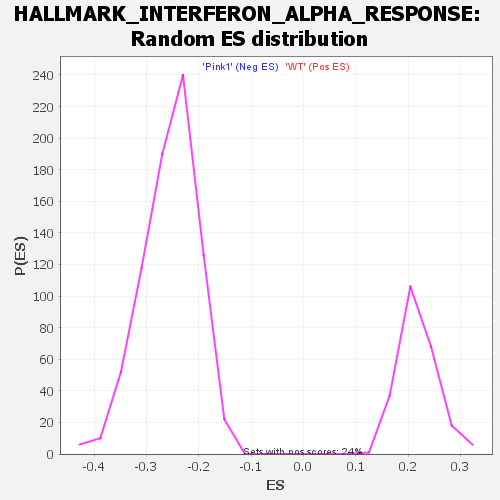 HALLMARK_INTERFERON_ALPHA_RESPONSE:
Random ES distribution
'Pink1' (Neg ES) 'WT' (Pos ES)
240
220
200
180
160
140
120
100
80
60
40
20
0
P(ES)
Sets with pos scores: 24%
-0.4 -0.3 -0.2 -0.1 0.0 0.1 0.2 0.3
ES